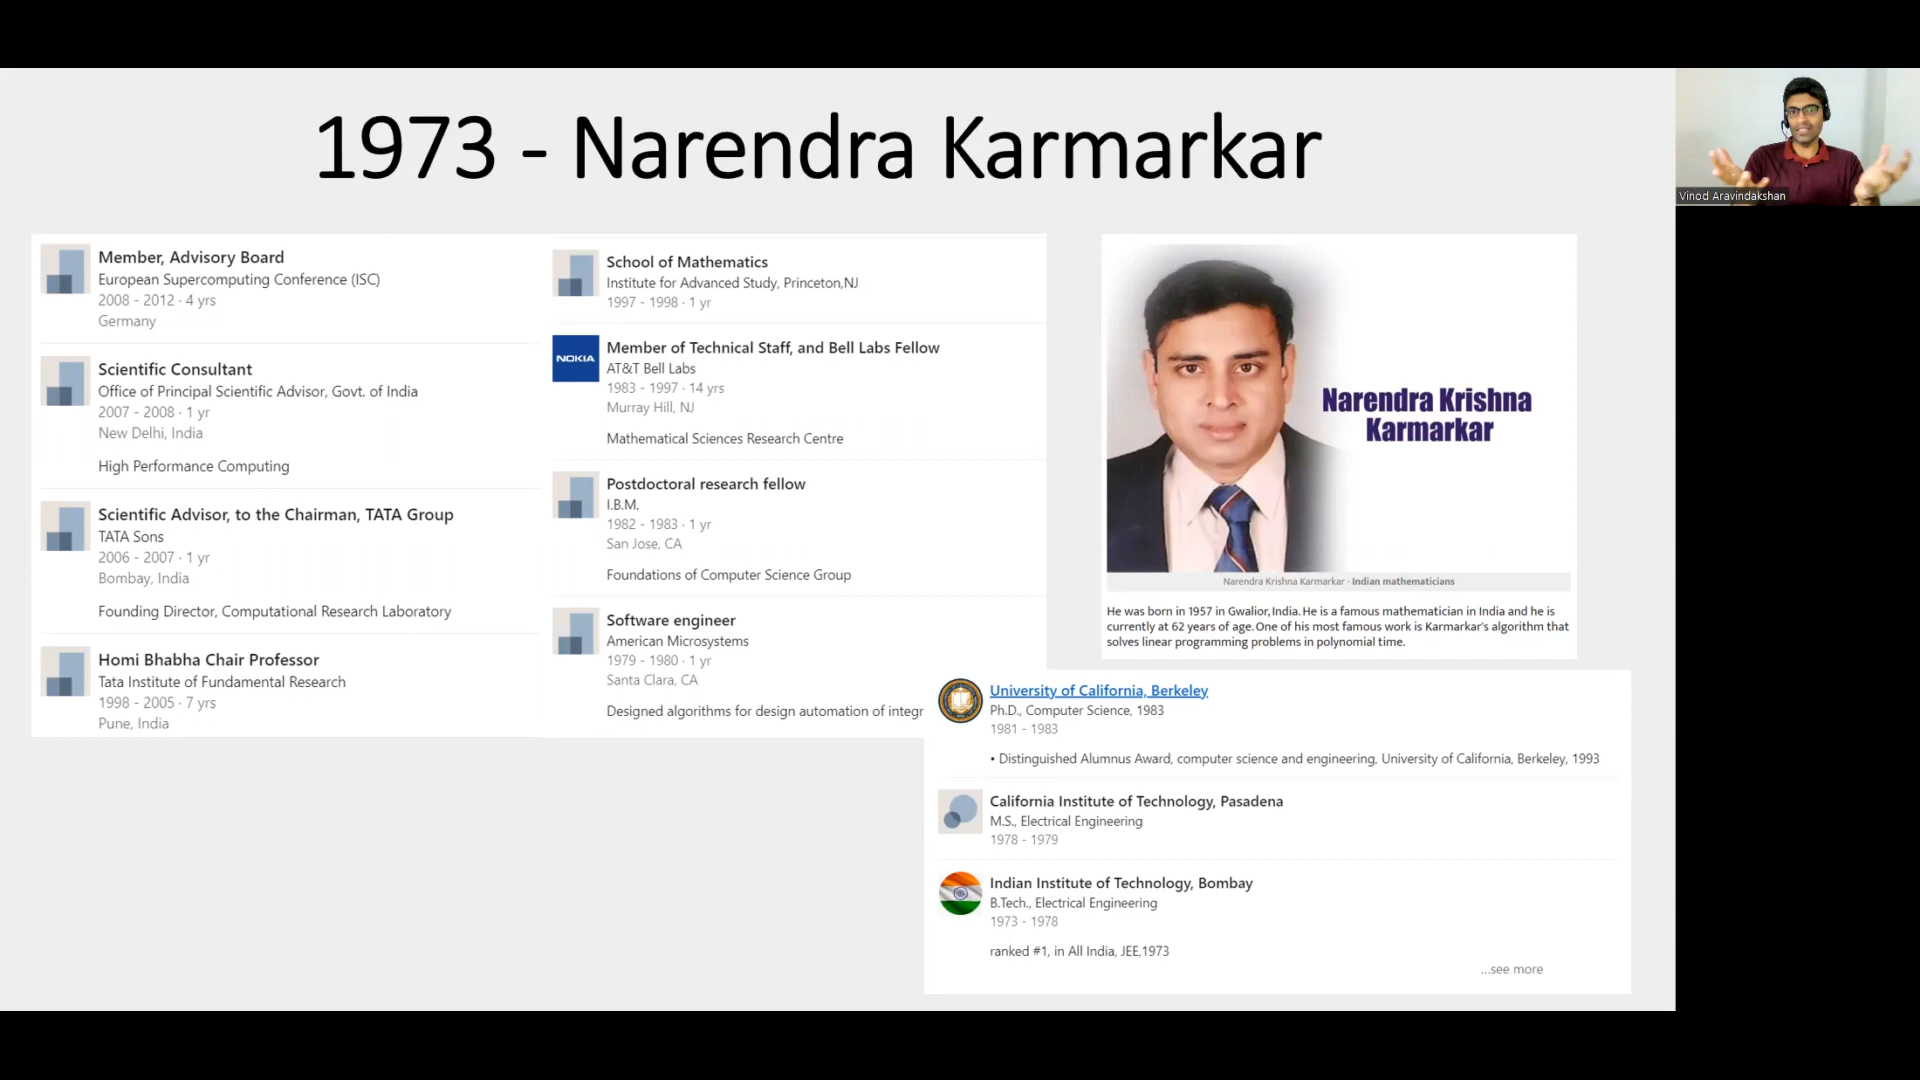 1973 - Narendra Karmarkar
Vinod Aravindakshan
Member, Advisory Board
European Supercomputing Conference (ISC)
2008 - 2012 · 4 yrs
Germany
Scientific Consultant
Office of Principal Scientific Advisor, Govt. of India
2007 - 2008 · 1 yr
New Delhi, India
High Performance Computing
Scientific Advisor, to the Chairman, TATA Group
TATA Sons
2006 - 2007 · 1 yr
Bombay, India
Founding Director, Computational Research Laboratory
Homi Bhabha Chair Professor
Tata Institute of Fundamental Research
1998 - 2005 · 7 yrs
Pune, India
School of Mathematics
Institute for Advanced Study, Princeton,NJ
1997 - 1998 · 1 yr
NOKIA
Member of Technical Staff, and Bell Labs Fellow
AT&T Bell Labs
1983 - 1997 · 14 yrs
Murray Hill, NJ
Mathematical Sciences Research Centre
Postdoctoral research fellow
I.B.M.
1982 - 1983 · 1 yr
San Jose, CA
Foundations of Computer Science Group
Software engineer
American Microsystems
1979 - 1980 · 1 yr
Santa Clara, CA
Designed algorithms for design automation of integr
Narendra Krishna
Karmarkar
Narendra Krishna Karmarkar - Indian mathematicians
He was born in 1957 in Gwalior, India. He is a famous mathematician in India and he is
currently at 62 years of age. One of his most famous work is Karmarkar's algorithm that
solves linear programming problems in polynomial time.
University of California, Berkeley
Ph.D., Computer Science, 1983
1981 - 1983
• Distinguished Alumnus Award, computer science and engineering, University of California, Berkeley, 1993
California Institute of Technology, Pasadena
M.S., Electrical Engineering
1978 - 1979
Indian Institute of Technology, Bombay
B.Tech., Electrical Engineering
1973 - 1978
ranked #1, in All India, JEE,1973
...see more